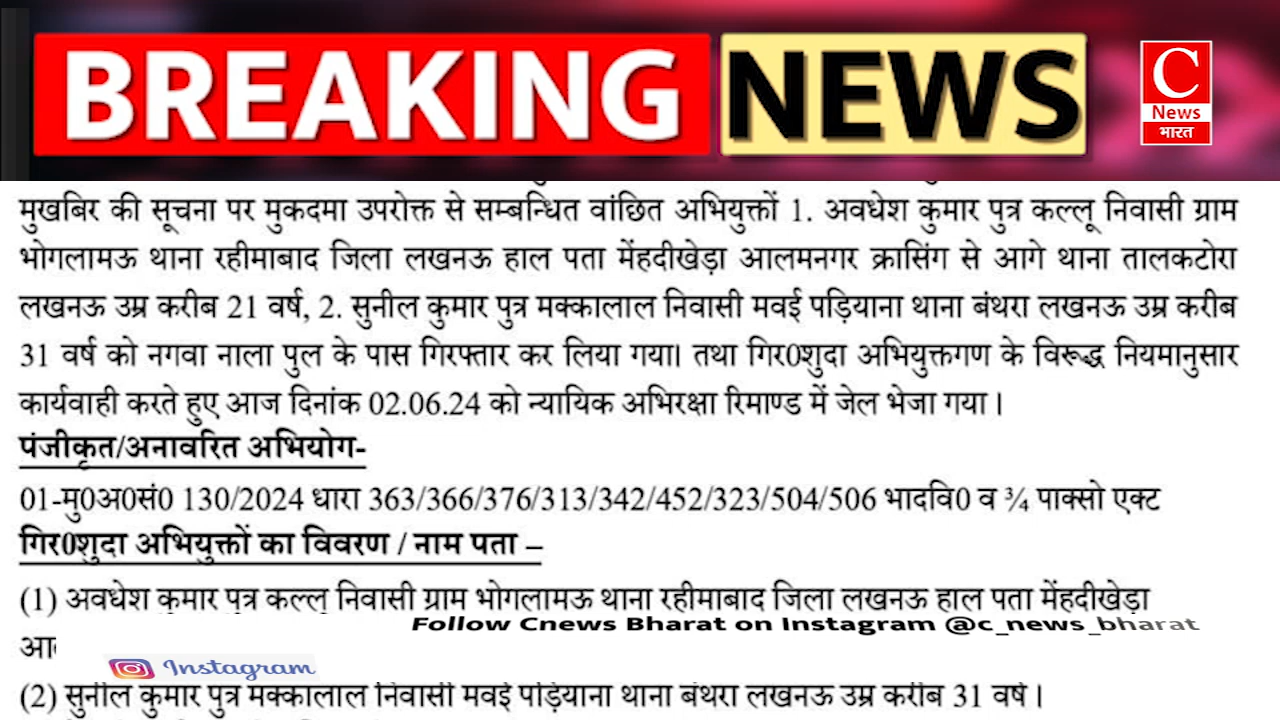 BREAKING NEWS
C
News
भारत
मुखबिर की सूचना पर मुकदमा उपरोक्त से सम्बन्धित वांछित अभियुक्तों 1. अवधेश कुमार पुत्र कल्लू निवासी ग्राम
भोगलामऊ थाना रहीमाबाद जिला लखनऊ हाल पता मेंहदीखेड़ा आलमनगर क्रासिंग से आगे थाना तालकटोरा
लखनऊ उम्र करीब 21 वर्ष, 2. सुनील कुमार पुत्र मक्कालाल निवासी मवई पड़ियाना थाना बंथरा लखनऊ उम्र करीब
31 वर्ष को नगवा नाला पुल के पास गिरफ्तार कर लिया गया। तथा गिर0शुदा अभियुक्तगण के विरूद्ध नियमानुसार
कार्यवाही करते हुए आज दिनांक 02.06.24 को न्यायिक अभिरक्षा रिमाण्ड में जेल भेजा गया ।
पंजीकृत/अनावरित अभियोग-
01-मु0अ0सं0 130/2024 धारा 363/366/376/313/342/452/323/504/506 भादवि0 व ¾ पाक्सो एक्ट
गिर0शुदा अभियुक्तों का विवरण / नाम पता –
(1) अवधेश कुमार पुत्र कल्लू निवासी ग्राम भोगलामऊ थाना रहीमाबाद जिला लखनऊ हाल पता मेंहदीखेड़ा
Follow Cnews Bharat on Instagram @c_news_bharat
Instagram
(2) सुनील कुमार पुत्र मक्कालाल निवासी मवई पड़ियाना थाना बंथरा लखनऊ उम्र करीब 31 वर्ष ।